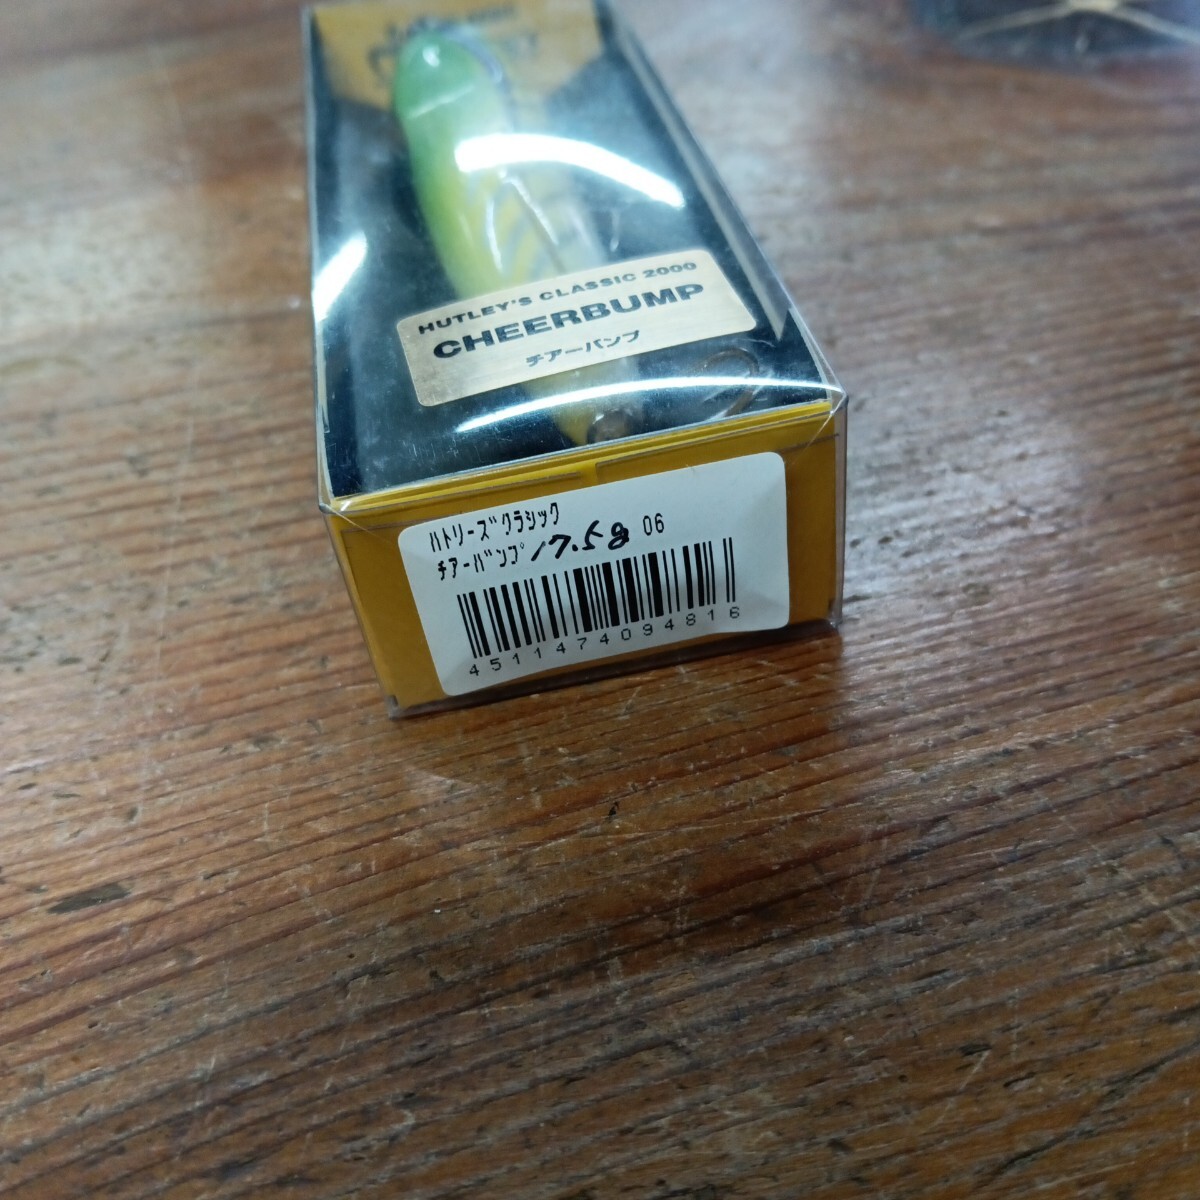 HUTLEY'S CLASSIC 2000
CHEERBUMP
チアーバンプ
ﾊﾄﾘｰｽﾞｸﾗｼｯｸ
ﾁｱｰﾊﾞﾝﾌﾟ 17.5g 06
4511474094816